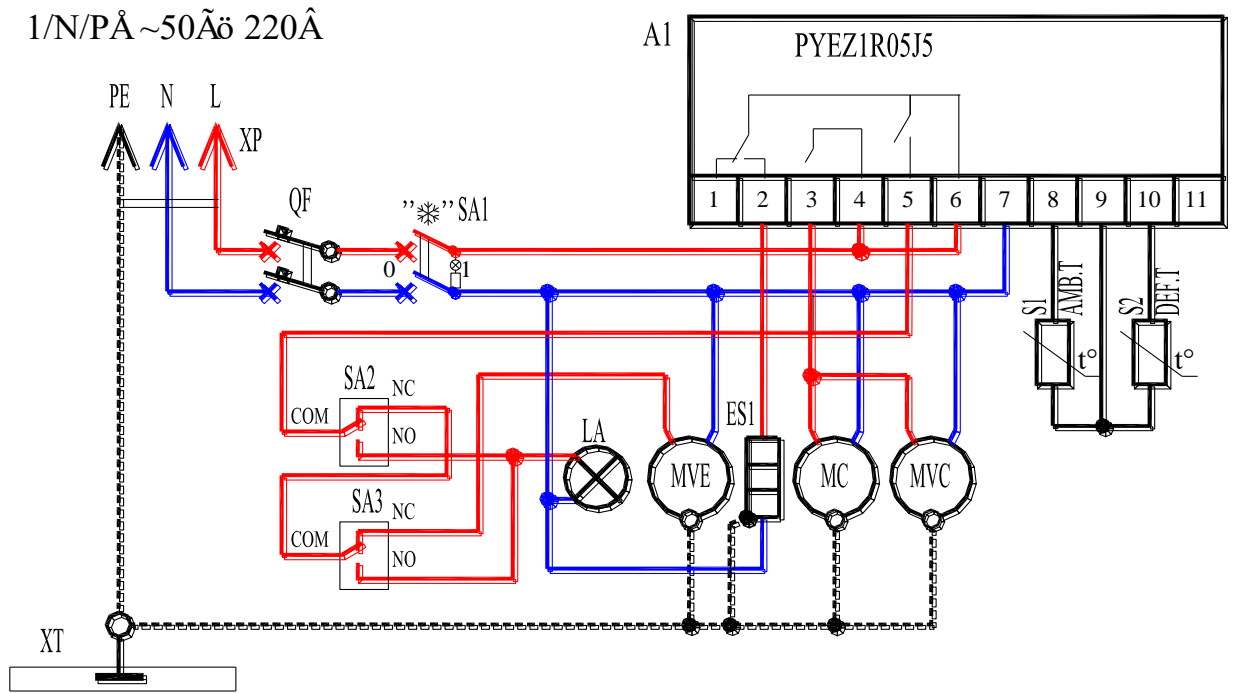 1/N/PÅ ~50Ãö 220Â
A1
PYEZ1R05J5
PE N L
XP
1 2 3 4 5 6 7 8 9 10 11
QF
”❄” SA1
0 1
S1
AMB.T
t°
S2
DEF.T
t°
SA2
NC
COM
NO
SA3
NC
COM
NO
LA
MVE
ES1
MC
MVC
XT